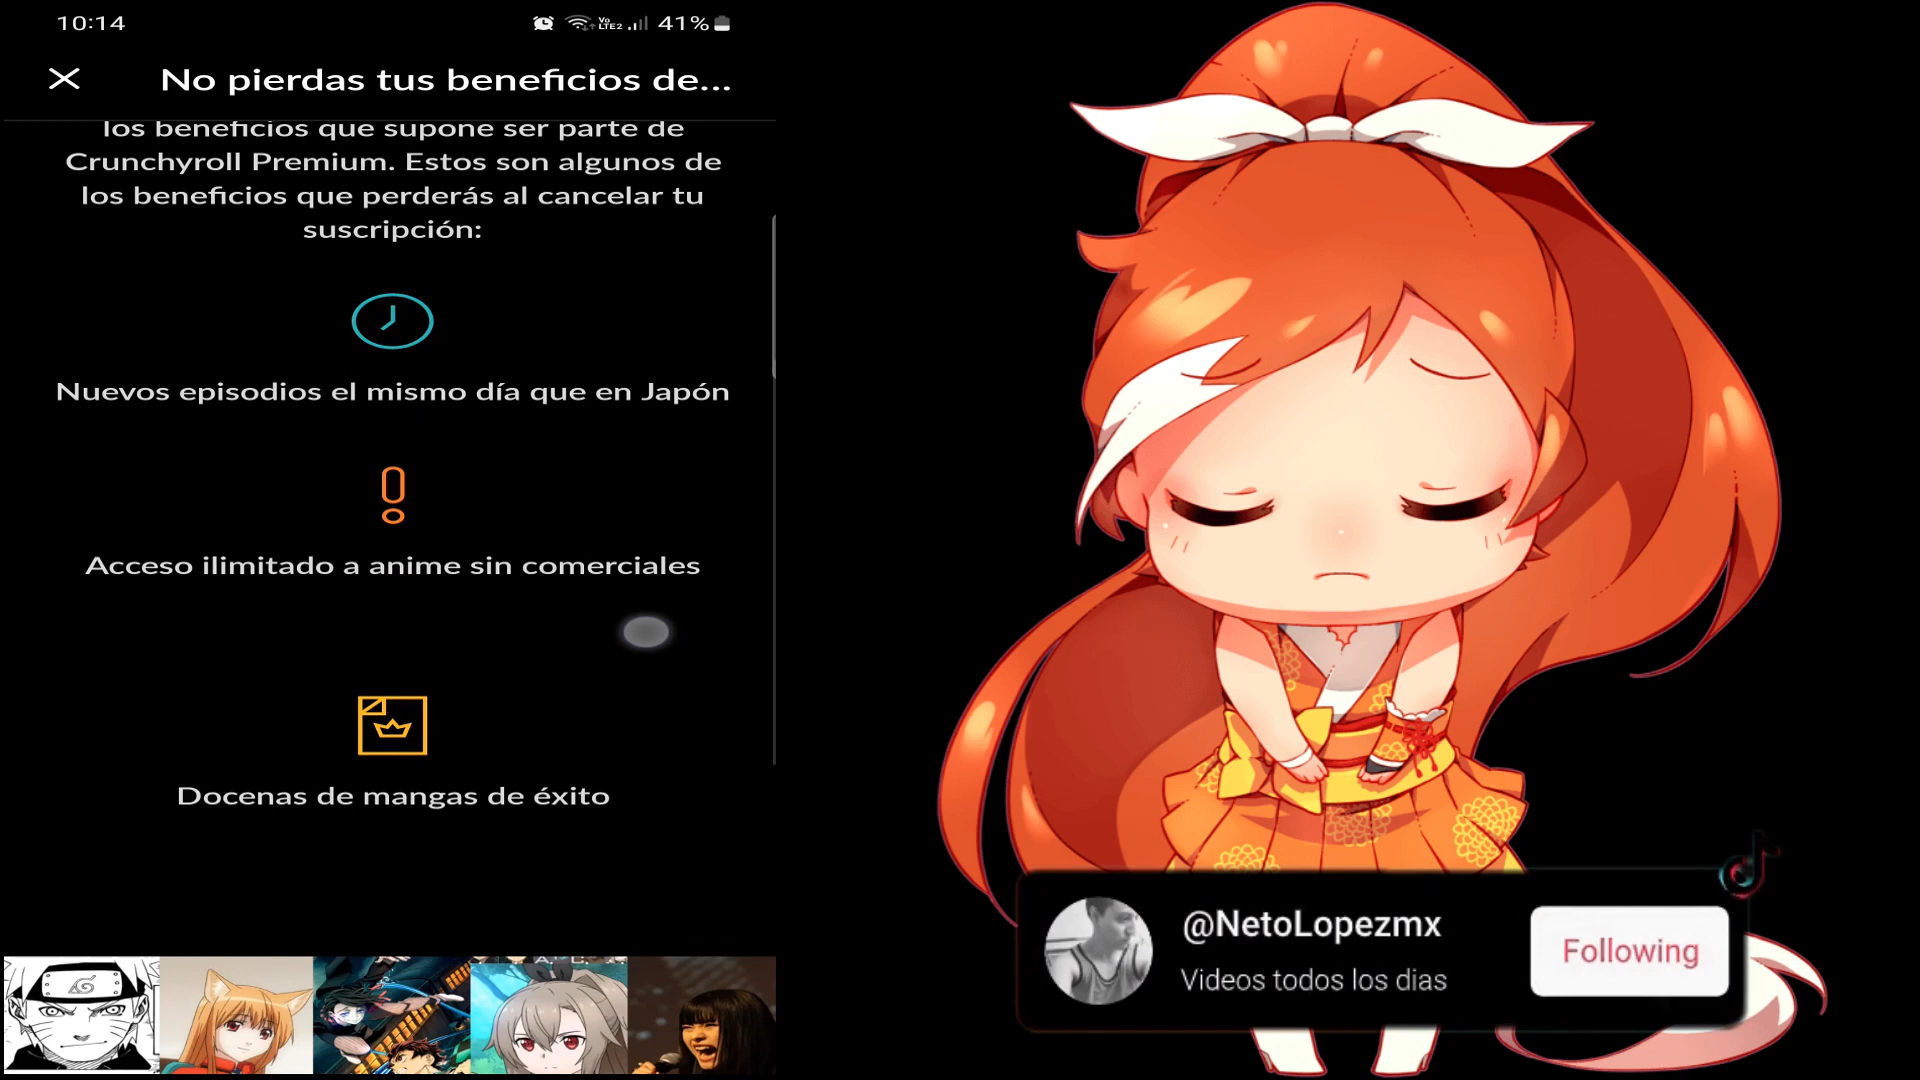 10:14
Vo
LTE2
41%
No pierdas tus beneficios de...
los beneficios que supone ser parte de
Crunchyroll Premium. Estos son algunos de
los beneficios que perderás al cancelar tu
suscripción:
Nuevos episodios el mismo día que en Japón
Acceso ilimitado a anime sin comerciales
Docenas de mangas de éxito
@NetoLopezmx
Following
Videos todos los dias